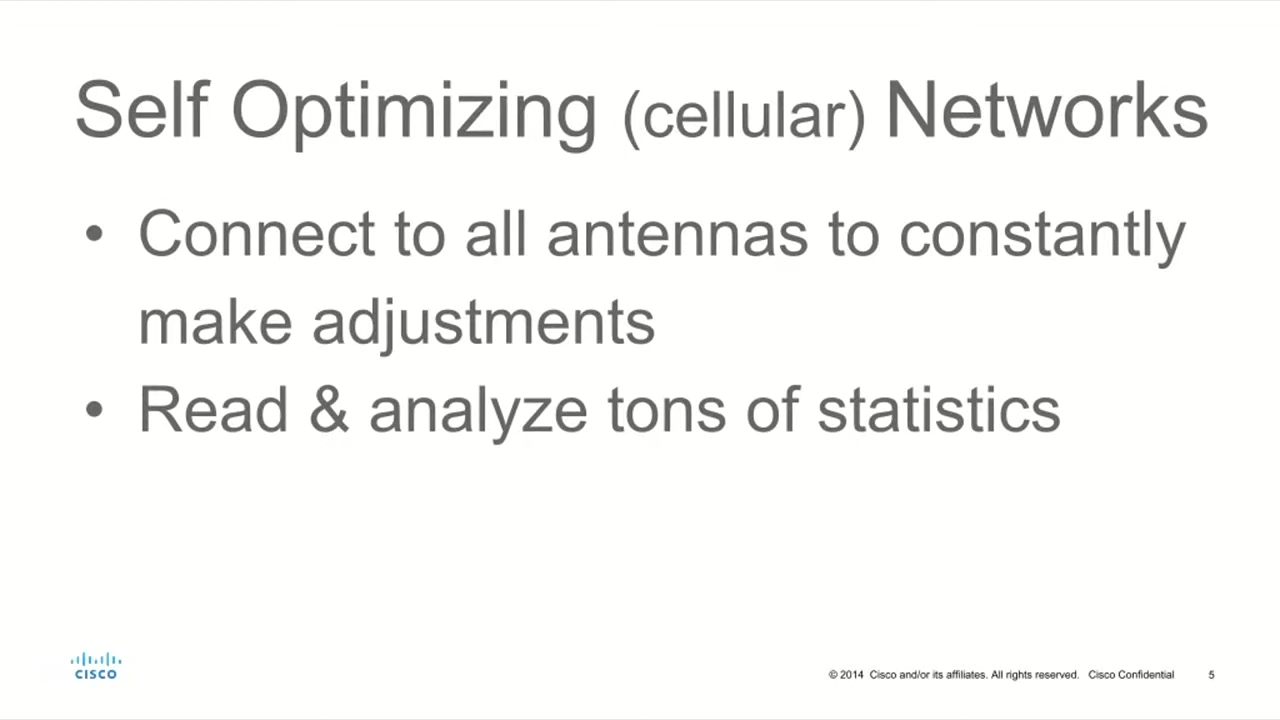 Self Optimizing (cellular) Networks
• Connect to all antennas to constantly
make adjustments
• Read & analyze tons of statistics
CISCO
© 2014 Cisco and/or its affiliates. All rights reserved. Cisco Confidential 5